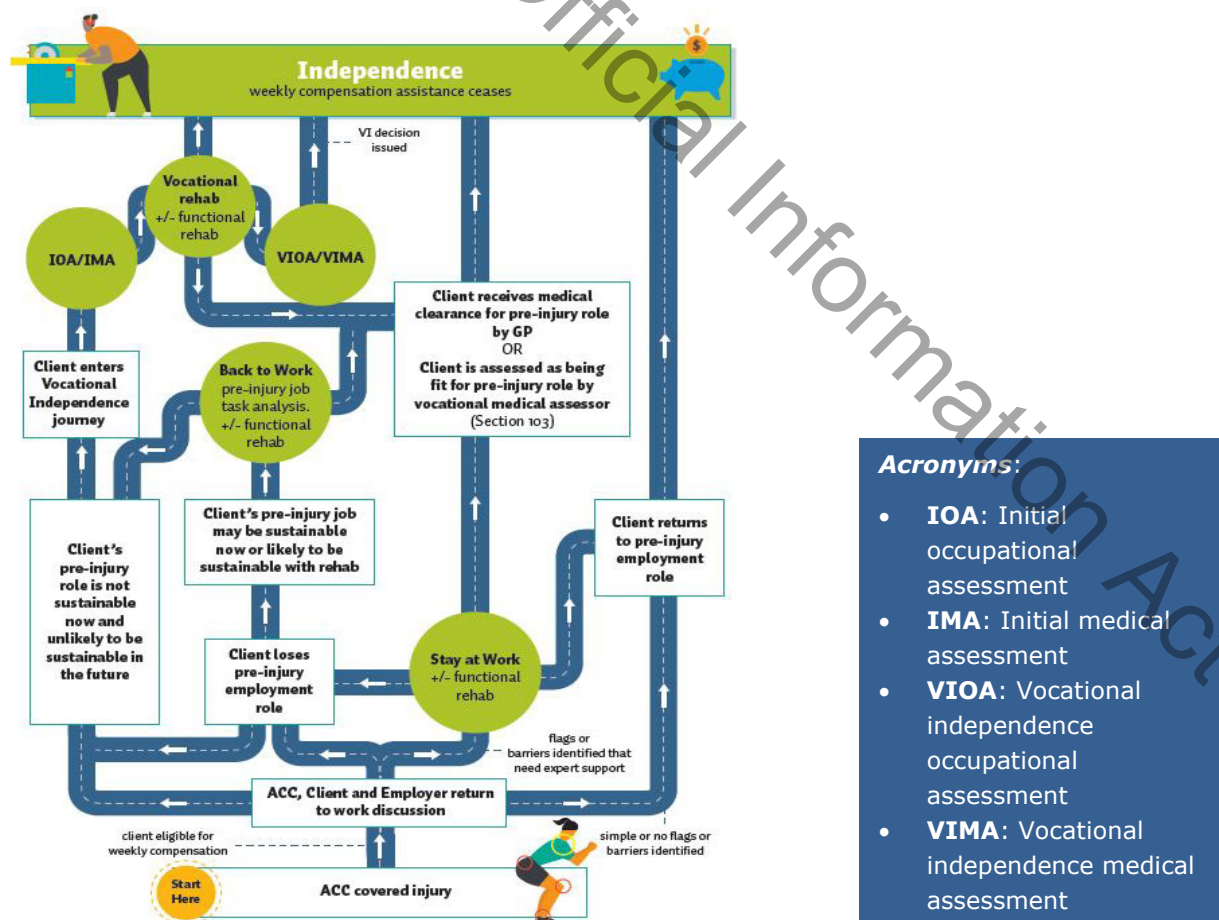 Official Information Act
Independence
weekly compensation assistance ceases
$
VI decision
issued
Vocational
rehab
+/- functional
rehab
IOA/IMA
VIOA/VIMA
Client receives medical
clearance for pre-injury role
by GP
OR
Client is assessed as being
fit for pre-injury role by
vocational medical assessor
(Section 103)
Client enters
Vocational
Independence
journey
Back to Work
pre-injury job
task analysis.
+/- functional
rehab
Client's
pre-injury
role is not
sustainable
now and
unlikely to be
sustainable in
the future
Client's pre-injury job
may be sustainable
now or likely to be
sustainable with rehab
Client returns
to pre-injury
employment
role
Client loses
pre-injury
employment
role
Stay at Work
+/- functional
rehab
flags or
barriers identified that
need expert support
ACC, Client and Employer return
to work discussion
client eligible for
weekly compensation
simple or no flags or
barriers identified
Start
Here
ACC covered injury
Acronyms:
• IOA: Initial
occupational
assessment
• IMA: Initial medical
assessment
• VIOA: Vocational
independence
occupational
assessment
• VIMA: Vocational
independence medical
assessment